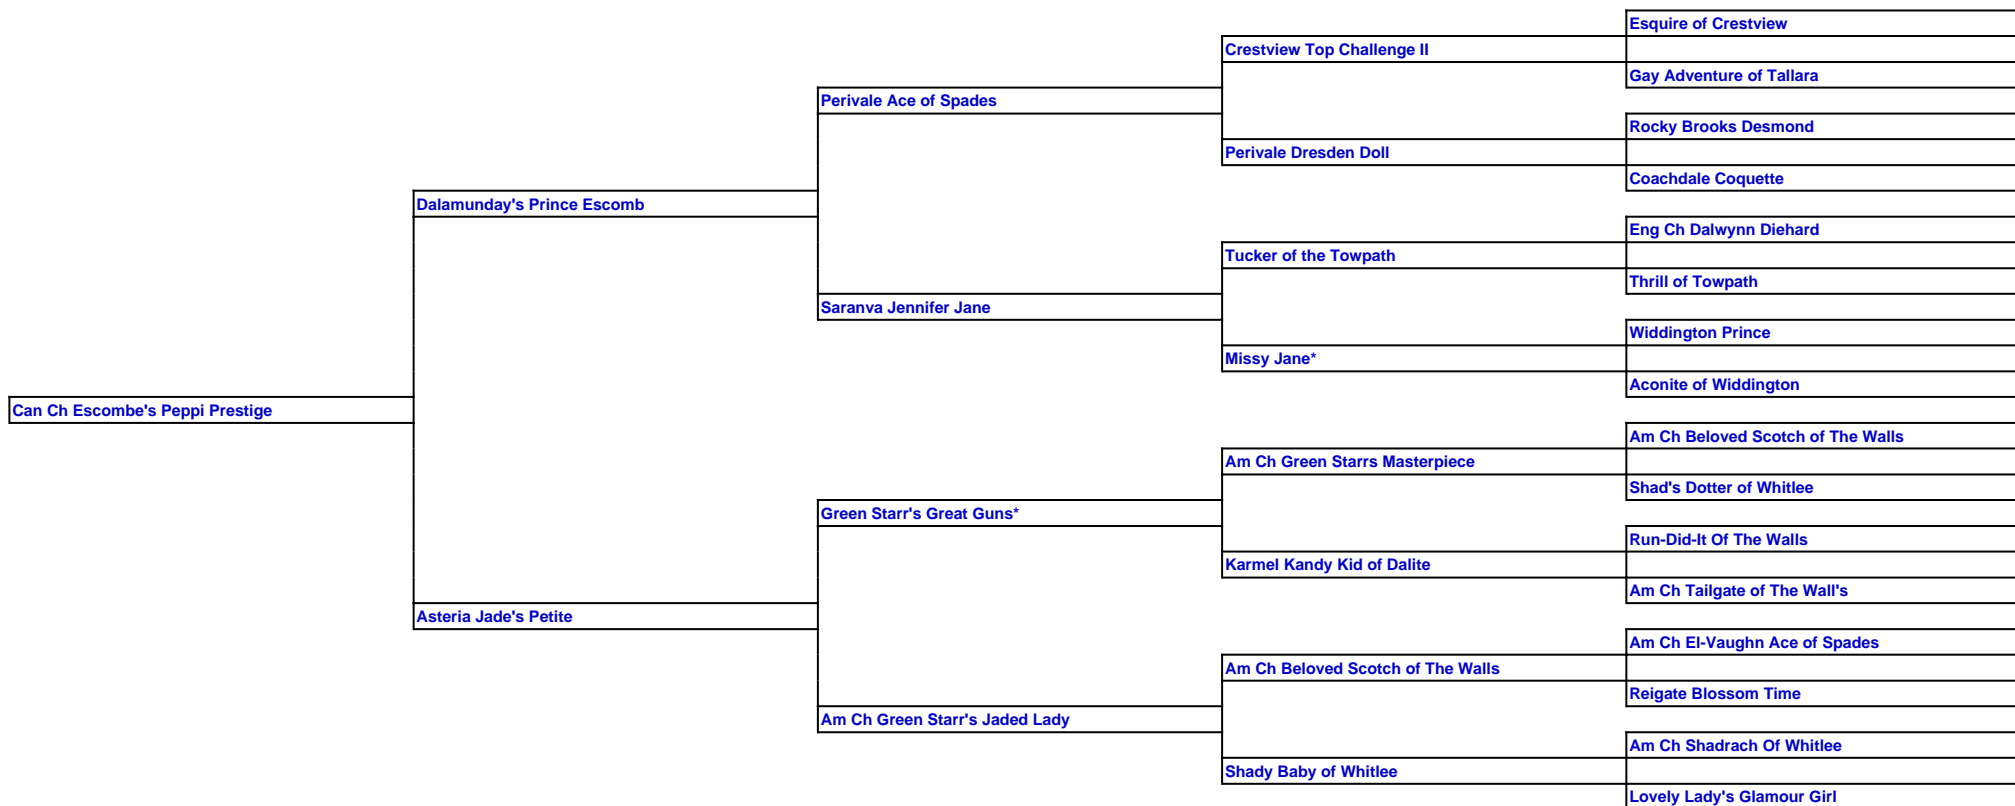 Esquire of Crestview
Crestview Top Challenge II
Gay Adventure of Tallara
Perivale Ace of Spades
Rocky Brooks Desmond
Perivale Dresden Doll
Coachdale Coquette
Dalamunday's Prince Escomb
Eng Ch Dalwynn Diehard
Tucker of the Towpath
Thrill of Towpath
Saranva Jennifer Jane
Widdington Prince
Missy Jane*
Aconite of Widdington
Can Ch Escombe's Peppi Prestige
Am Ch Beloved Scotch of The Walls
Am Ch Green Starrs Masterpiece
Shad's Dotter of Whitlee
Green Starr's Great Guns*
Run-Did-It Of The Walls
Karmel Kandy Kid of Dalite
Am Ch Tailgate of The Wall's
Asteria Jade's Petite
Am Ch El-Vaughn Ace of Spades
Am Ch Beloved Scotch of The Walls
Reigate Blossom Time
Am Ch Green Starr's Jaded Lady
Am Ch Shadrach Of Whitlee
Shady Baby of Whitlee
Lovely Lady's Glamour Girl